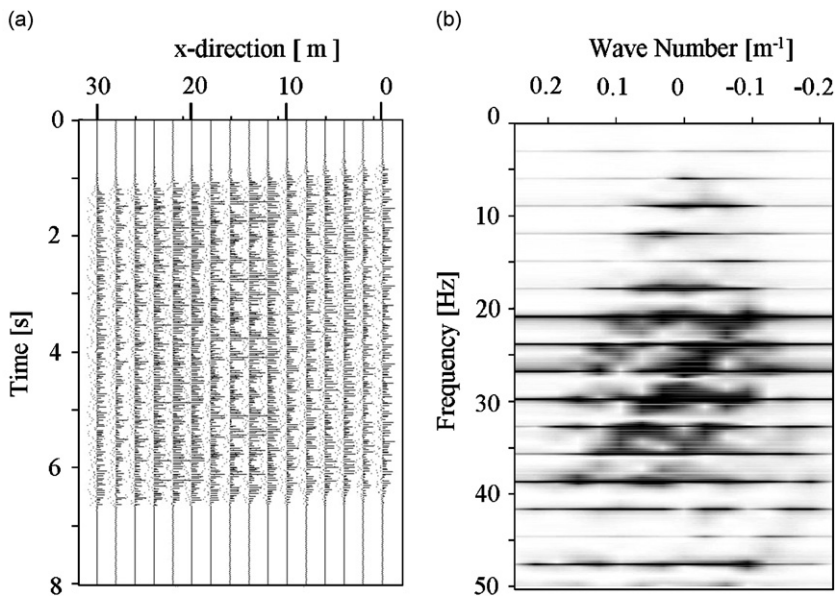 (a)
x-direction [ m ]
30 20 10 0
0
2
4
6
8
Time [s]
(b)
Wave Number [m-1]
0.2 0.1 0 -0.1 -0.2
0
10
20
30
40
50
Frequency [Hz]